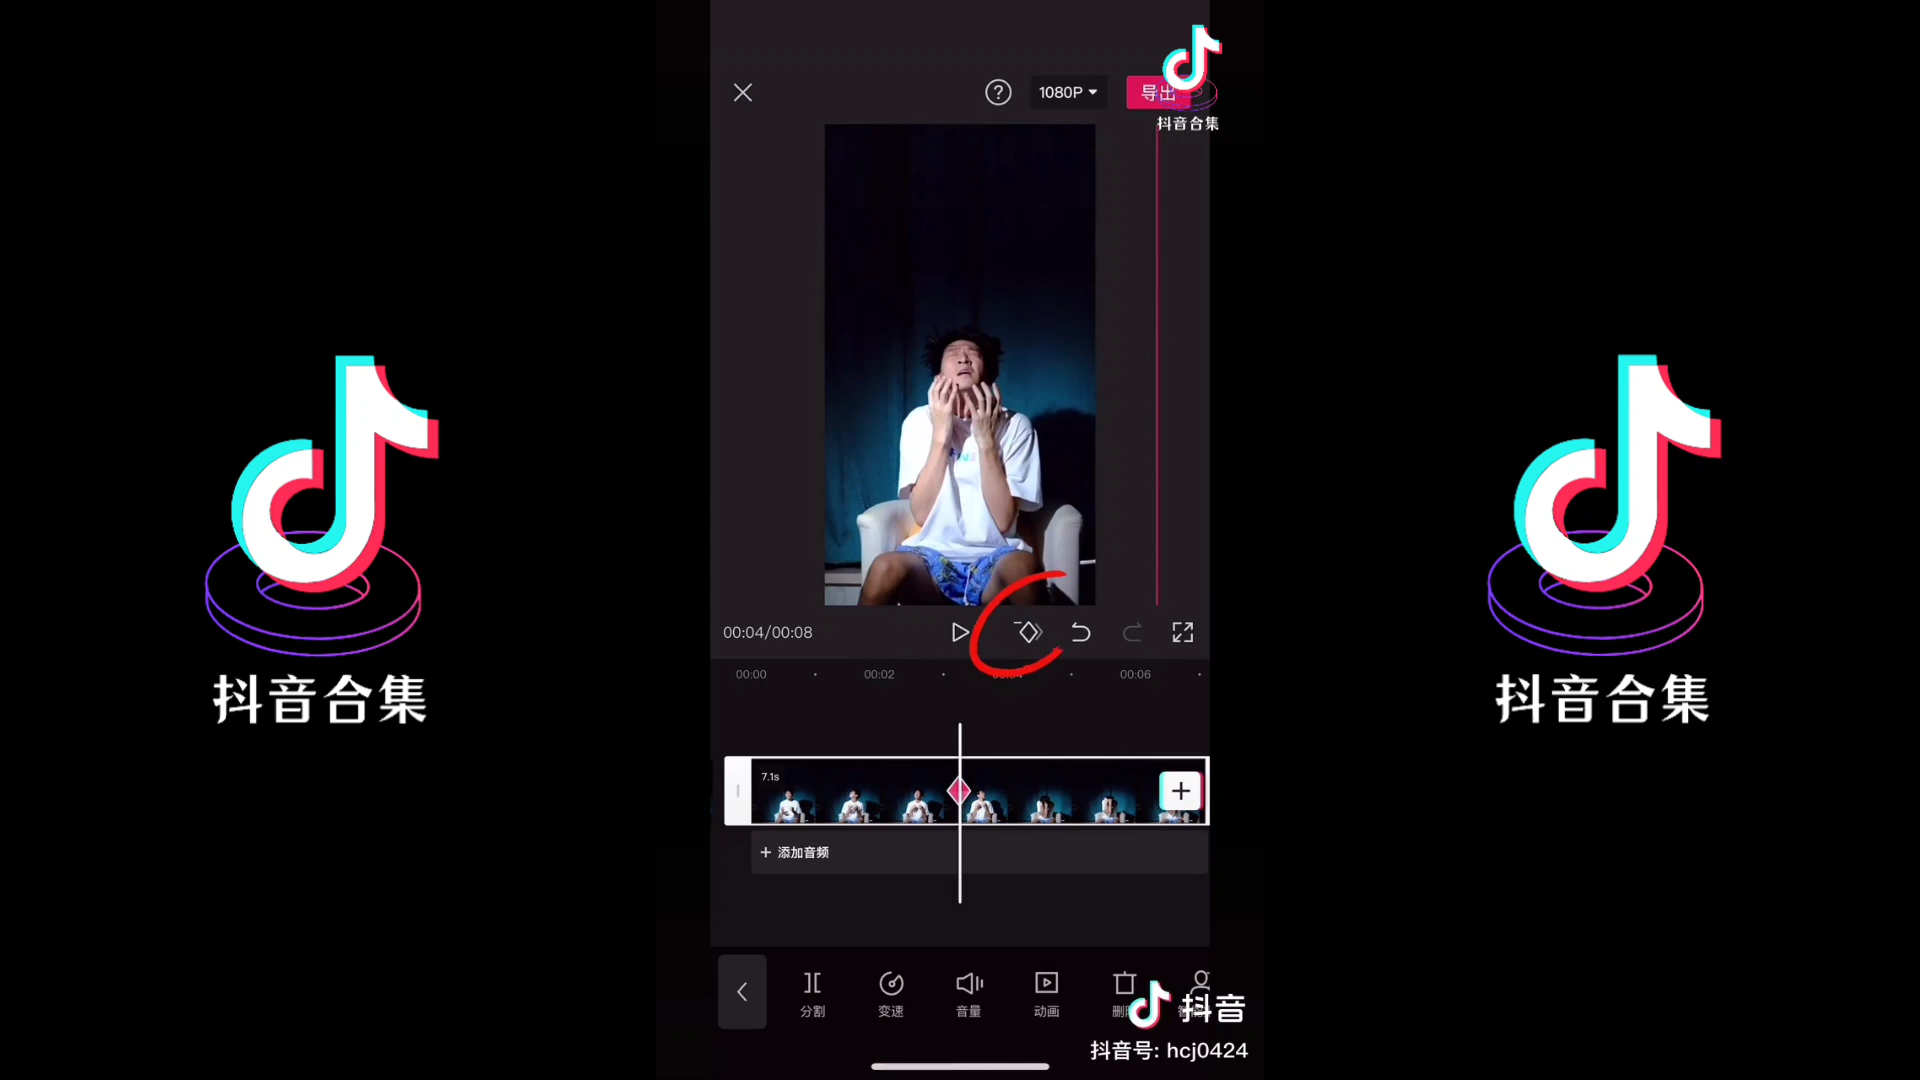 1080P
导出
抖音合集
抖音合集
抖音合集
00:04/00:08
00:00
00:02
00:06
7.1s
+ 添加音频
分割
变速
音量
动画
抖音
抖音号: hcj0424